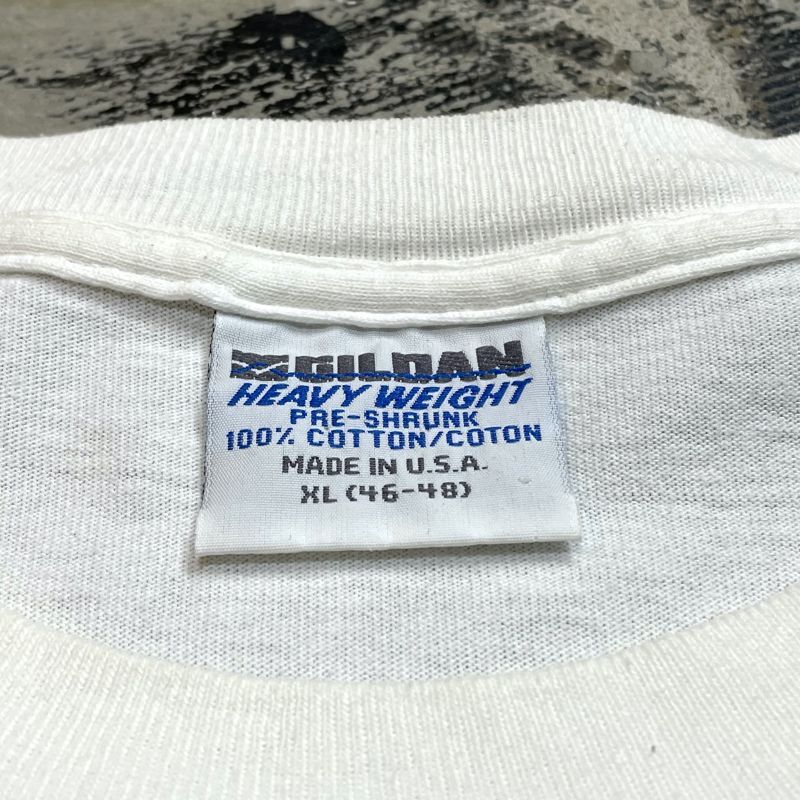 GILDAN
HEAVY WEIGHT
PRE-SHRUNK
100% COTTON/COTON
MADE IN U.S.A.
XL (46-48)